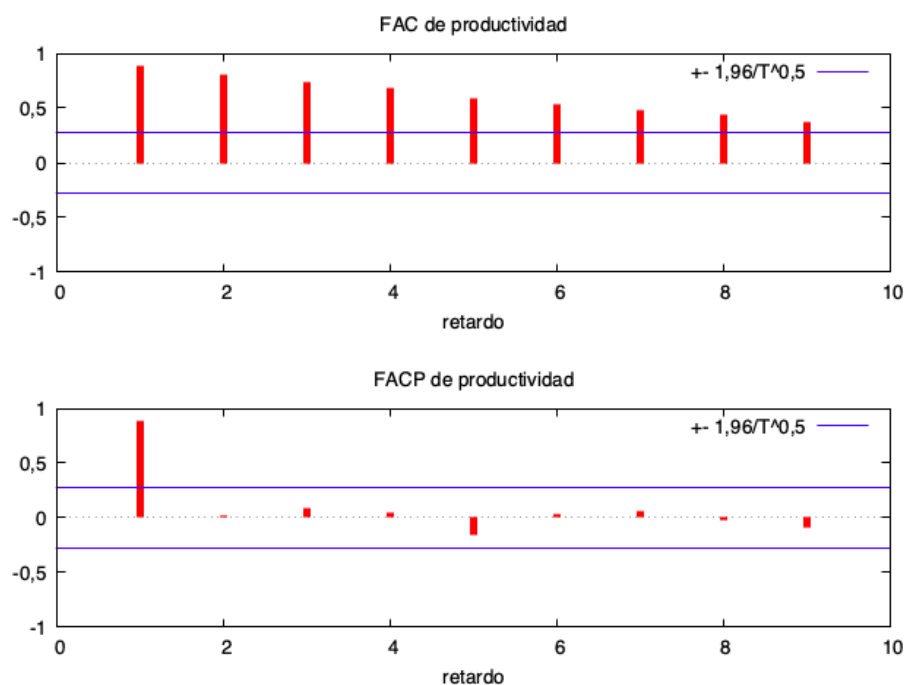 FAC de productividad
+- 1,96/T^0,5
1
0,5
0
-0,5
-1
0 2 4 6 8 10
retardo
FACP de productividad
+- 1,96/T^0,5
1
0,5
0
-0,5
-1
0 2 4 6 8 10
retardo